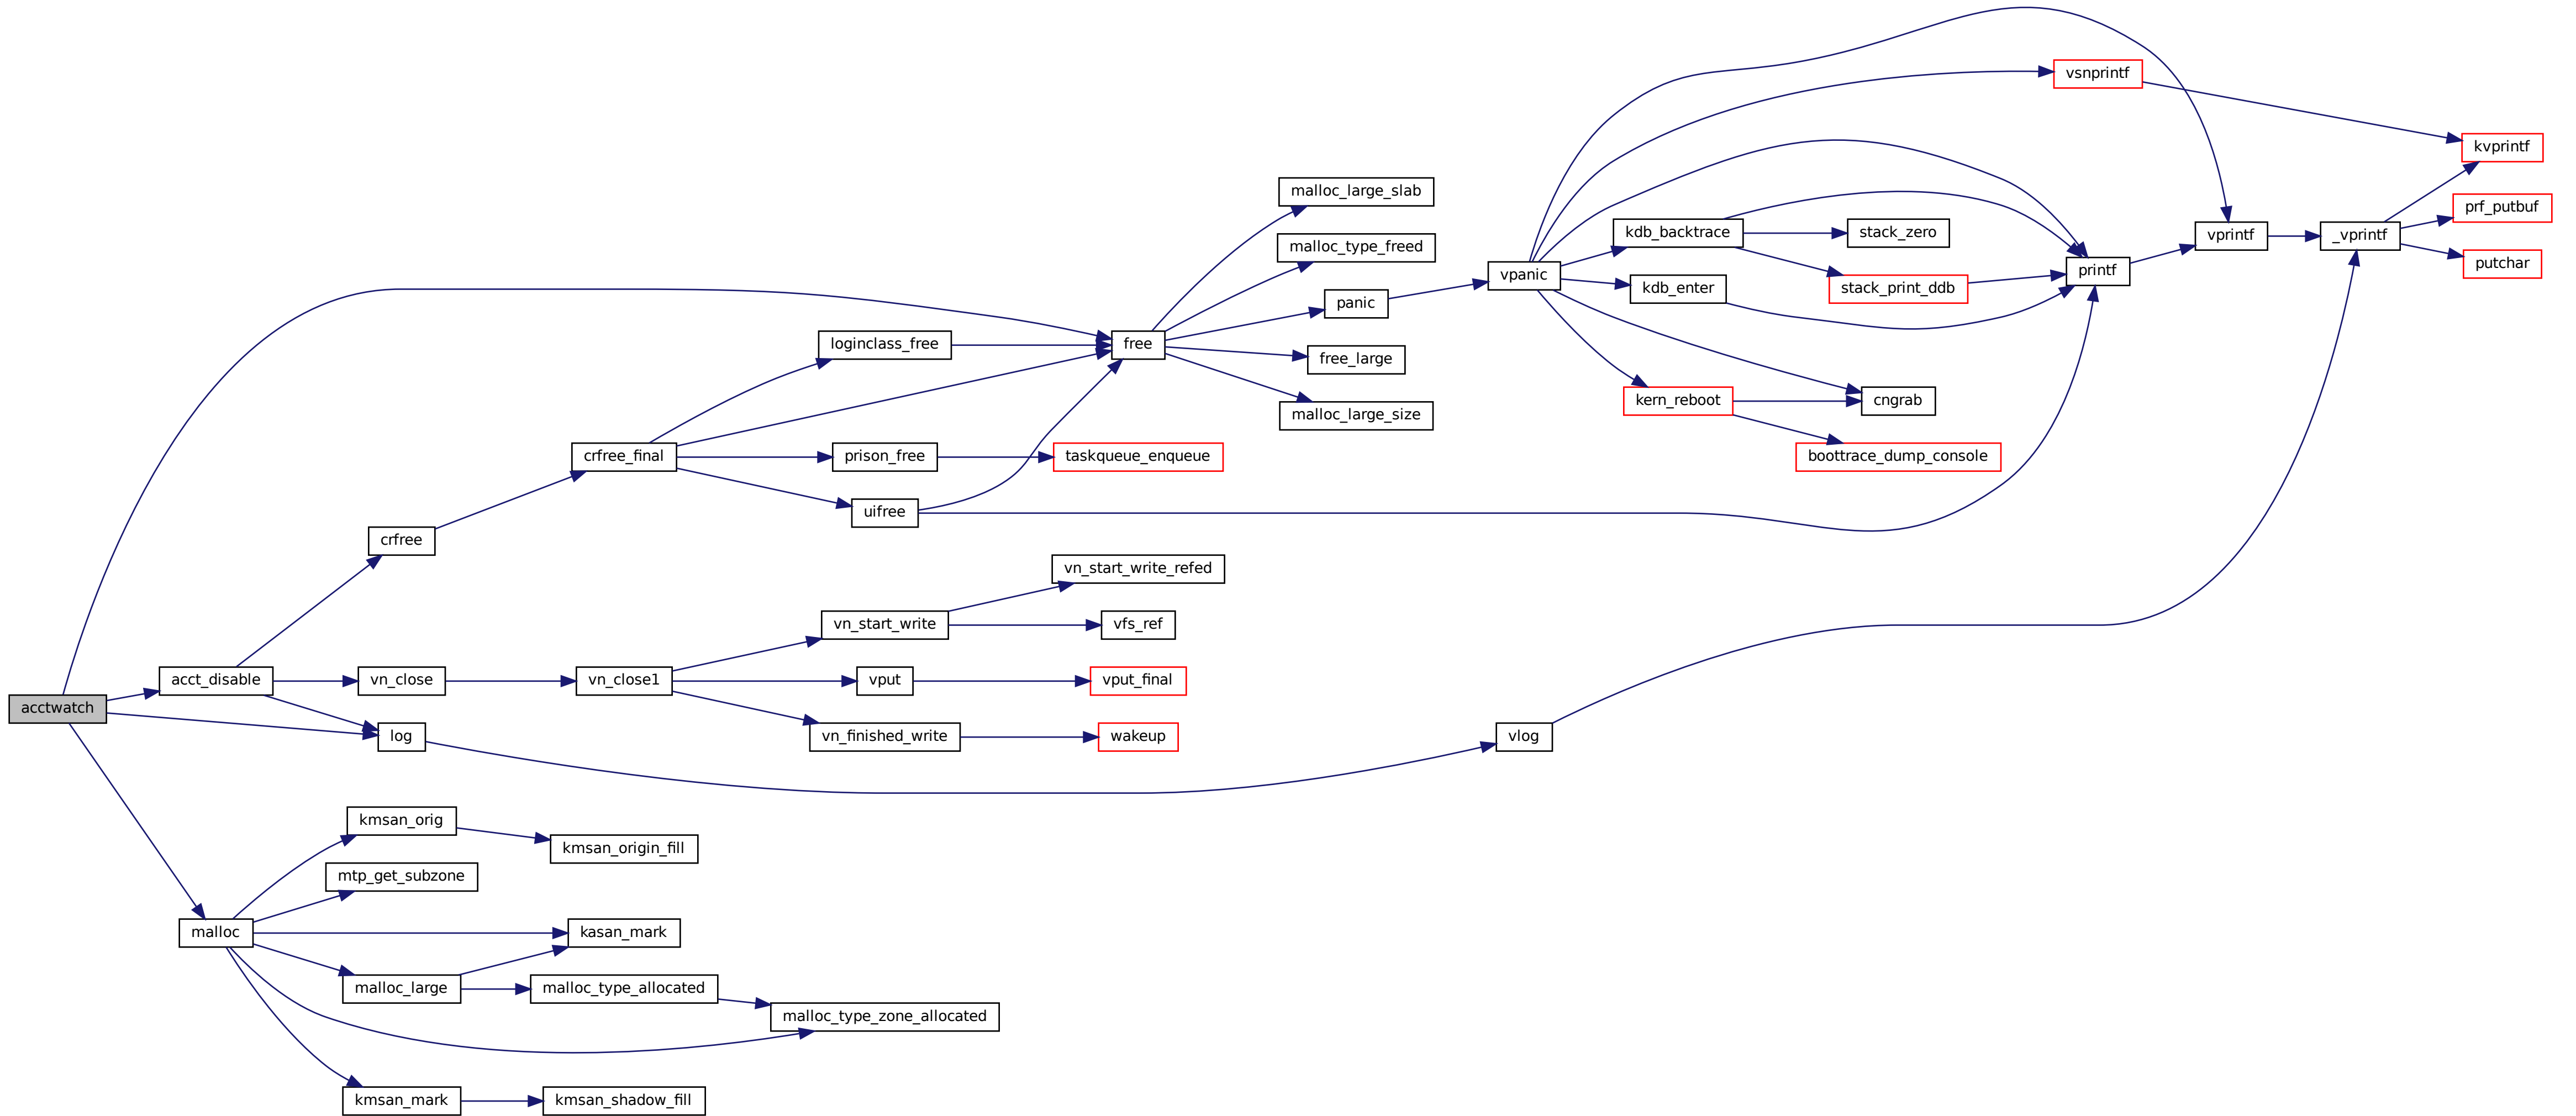 acctwatch
acct_disable
log
malloc
crfree
vn_close
kmsan_orig
mtp_get_subzone
malloc_large
kmsan_mark
crfree_final
vn_close1
kmsan_origin_fill
kasan_mark
malloc_type_allocated
kmsan_shadow_fill
loginclass_free
prison_free
uifree
vn_start_write
vput
vn_finished_write
malloc_type_zone_allocated
free
taskqueue_enqueue
vn_start_write_refed
vfs_ref
vput_final
wakeup
malloc_large_slab
malloc_type_freed
panic
free_large
malloc_large_size
vpanic
vlog
kdb_backtrace
kdb_enter
kern_reboot
stack_zero
stack_print_ddb
cngrab
boottrace_dump_console
vsnprintf
printf
vprintf
_vprintf
kvprintf
prf_putbuf
putchar